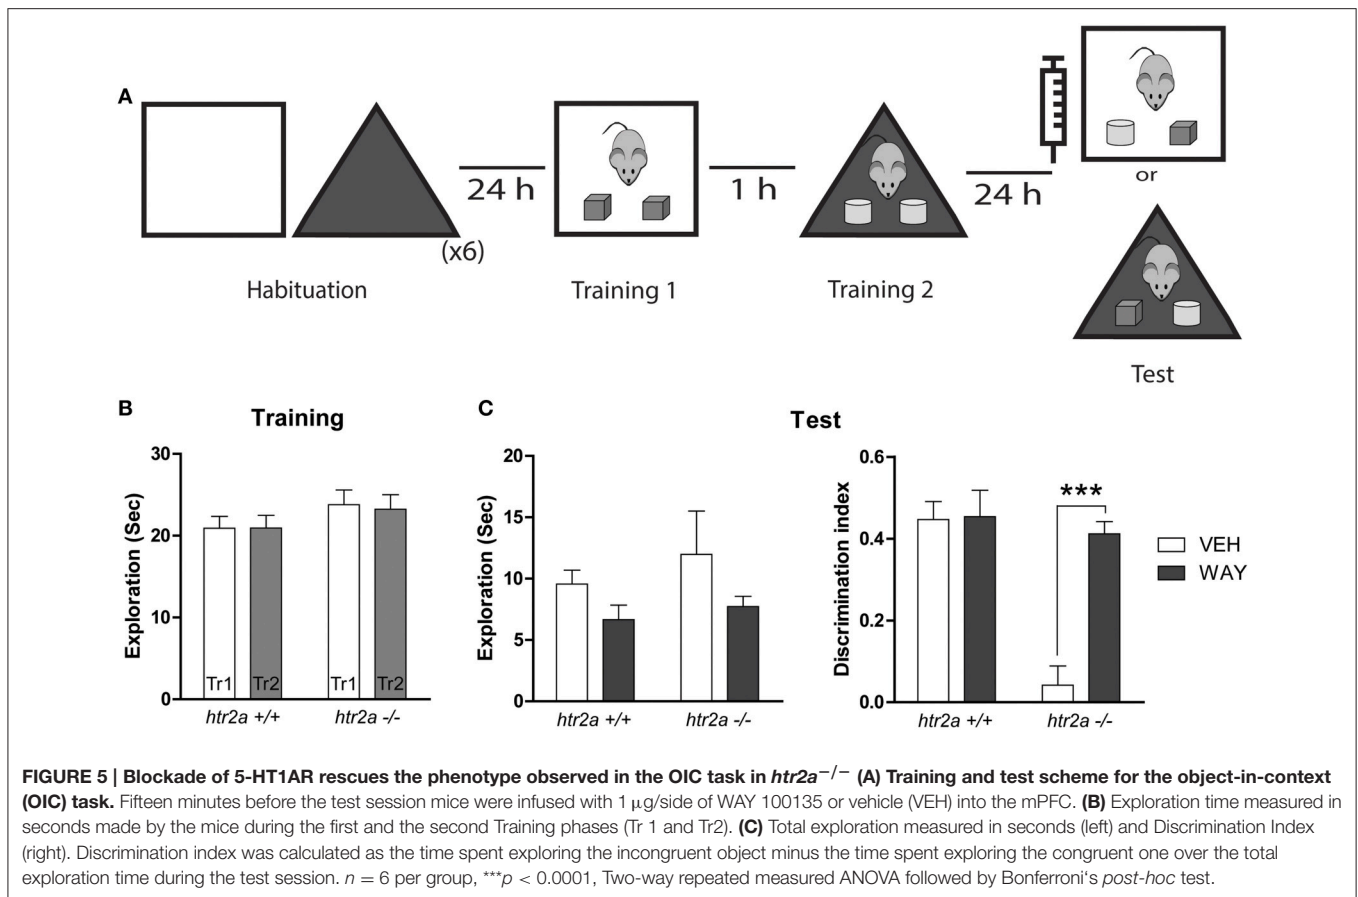 A
24 h
1 h
24 h
or
(x6)
Habituation
Training 1
Training 2
Test
B
Training
Exploration (Sec)
30
20
10
0
Tr1
Tr2
Tr1
Tr2
htr2a +/+
htr2a -/-
C
Test
Exploration (Sec)
20
15
10
5
0
htr2a +/+
htr2a -/-
Discrimination index
0.6
0.4
0.2
0.0
***
htr2a +/+
htr2a -/-
VEH
WAY
FIGURE 5 | Blockade of 5-HT1AR rescues the phenotype observed in the OIC task in htr2a−/− (A) Training and test scheme for the object-in-context
(OIC) task. Fifteen minutes before the test session mice were infused with 1 μg/side of WAY 100135 or vehicle (VEH) into the mPFC. (B) Exploration time measured in
seconds made by the mice during the first and the second Training phases (Tr 1 and Tr2). (C) Total exploration measured in seconds (left) and Discrimination Index
(right). Discrimination index was calculated as the time spent exploring the incongruent object minus the time spent exploring the congruent one over the total
exploration time during the test session. n = 6 per group, ***p < 0.0001, Two-way repeated measured ANOVA followed by Bonferroni‘s post-hoc test.